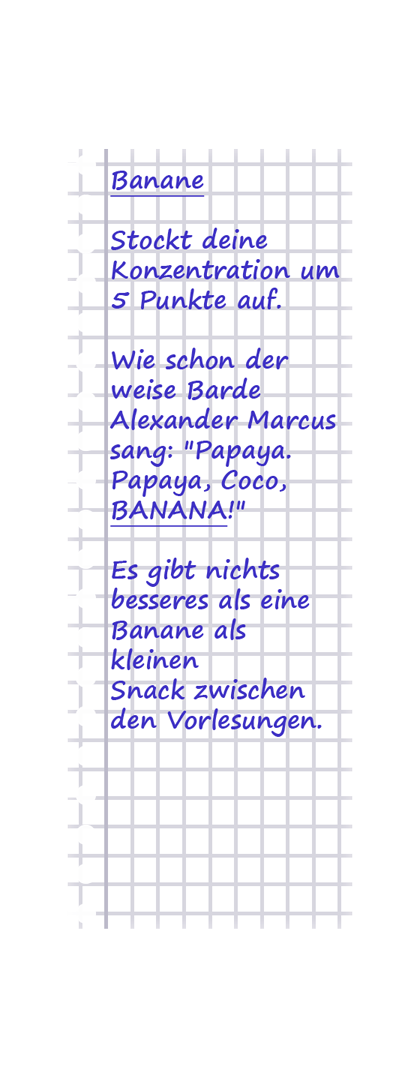 Banane
Stockt deine
Konzentration um
5 Punkte auf.
Wie schon der
weise Barde
Alexander Marcus
sang: "Papaya.
Papaya, Coco,
BANANA!"
Es gibt nichts
besseres als eine
Banane als
kleinen
Snack zwischen
den Vorlesungen.